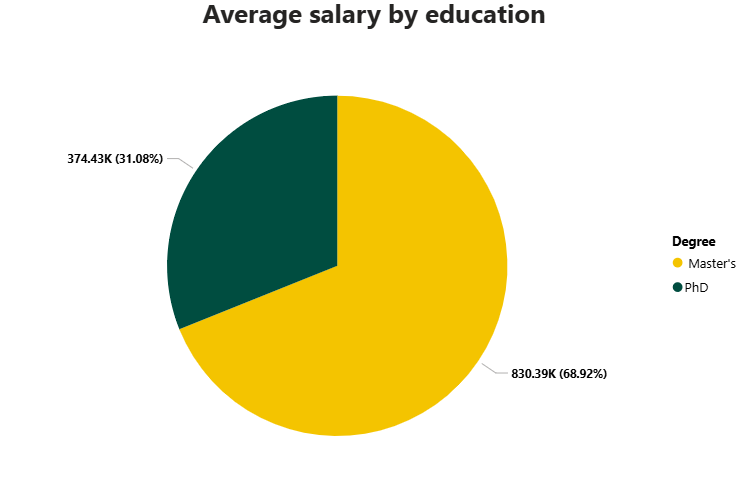 Average salary by education
374.43K (31.08%)
Degree
Master's
PhD
830.39K (68.92%)